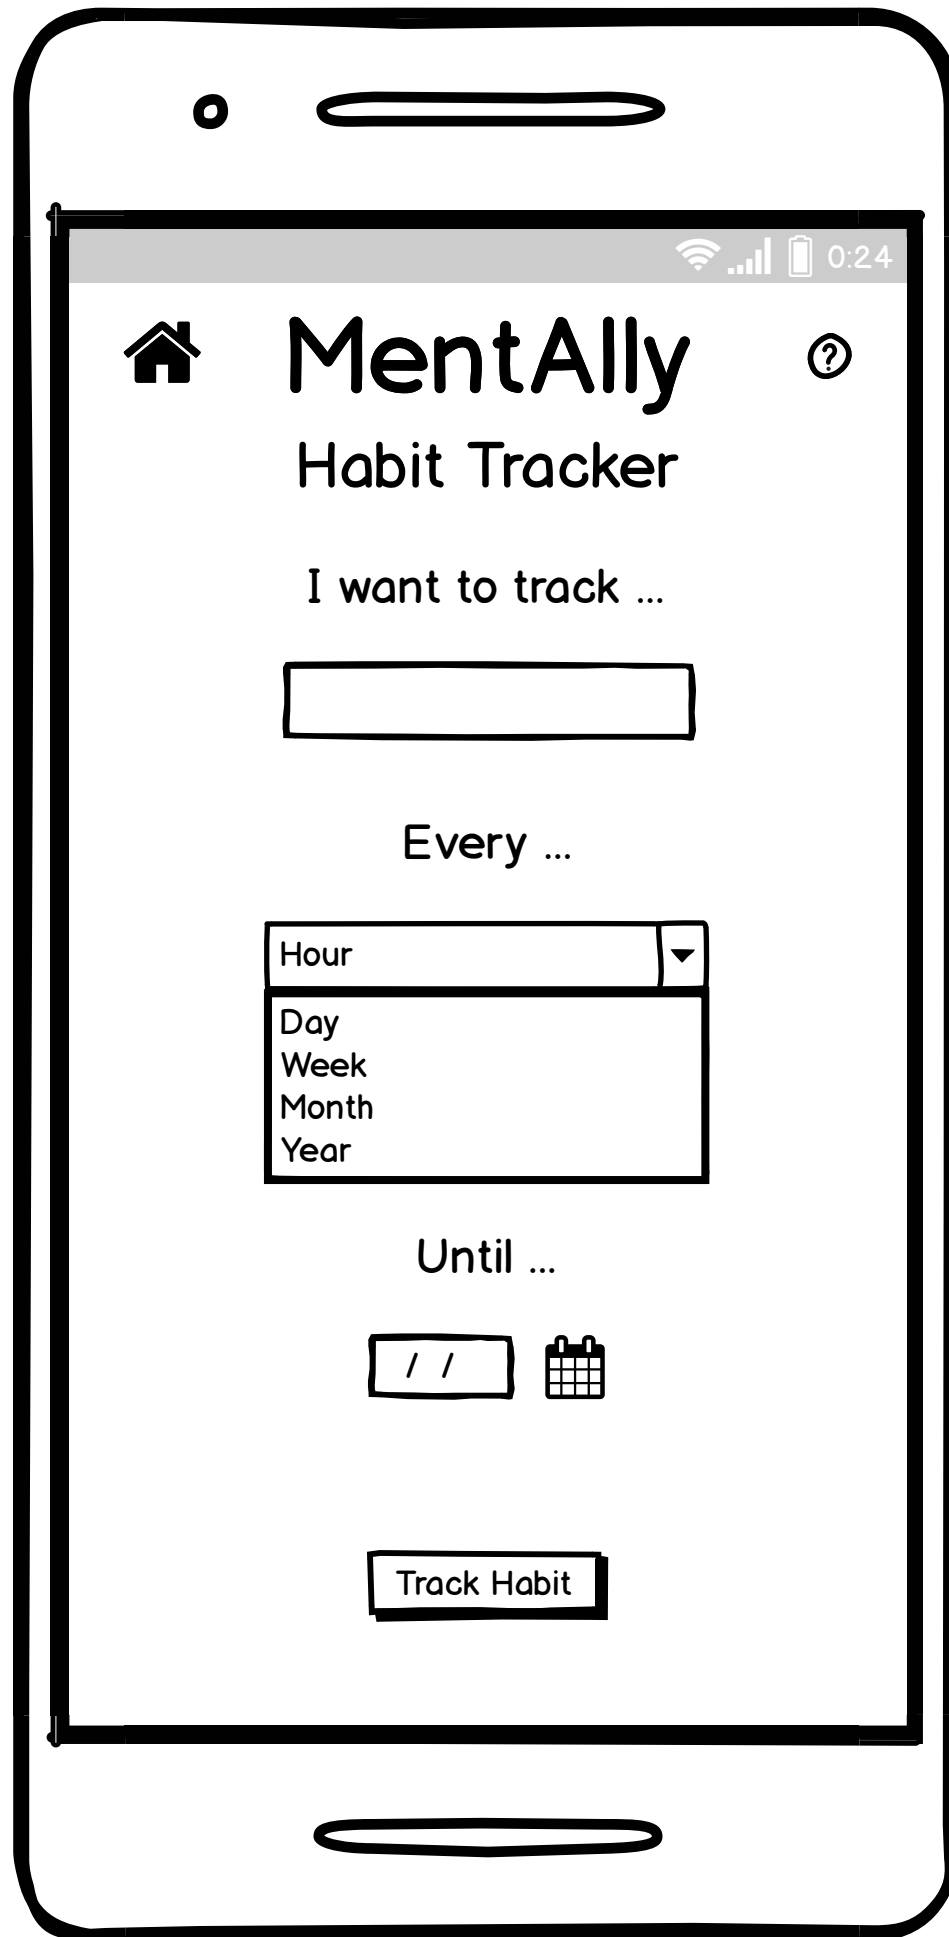 0:24
MentAlly
?
Habit Tracker
I want to track ...
Every ...
Hour
Day
Week
Month
Year
Until ...
/ /
Track Habit